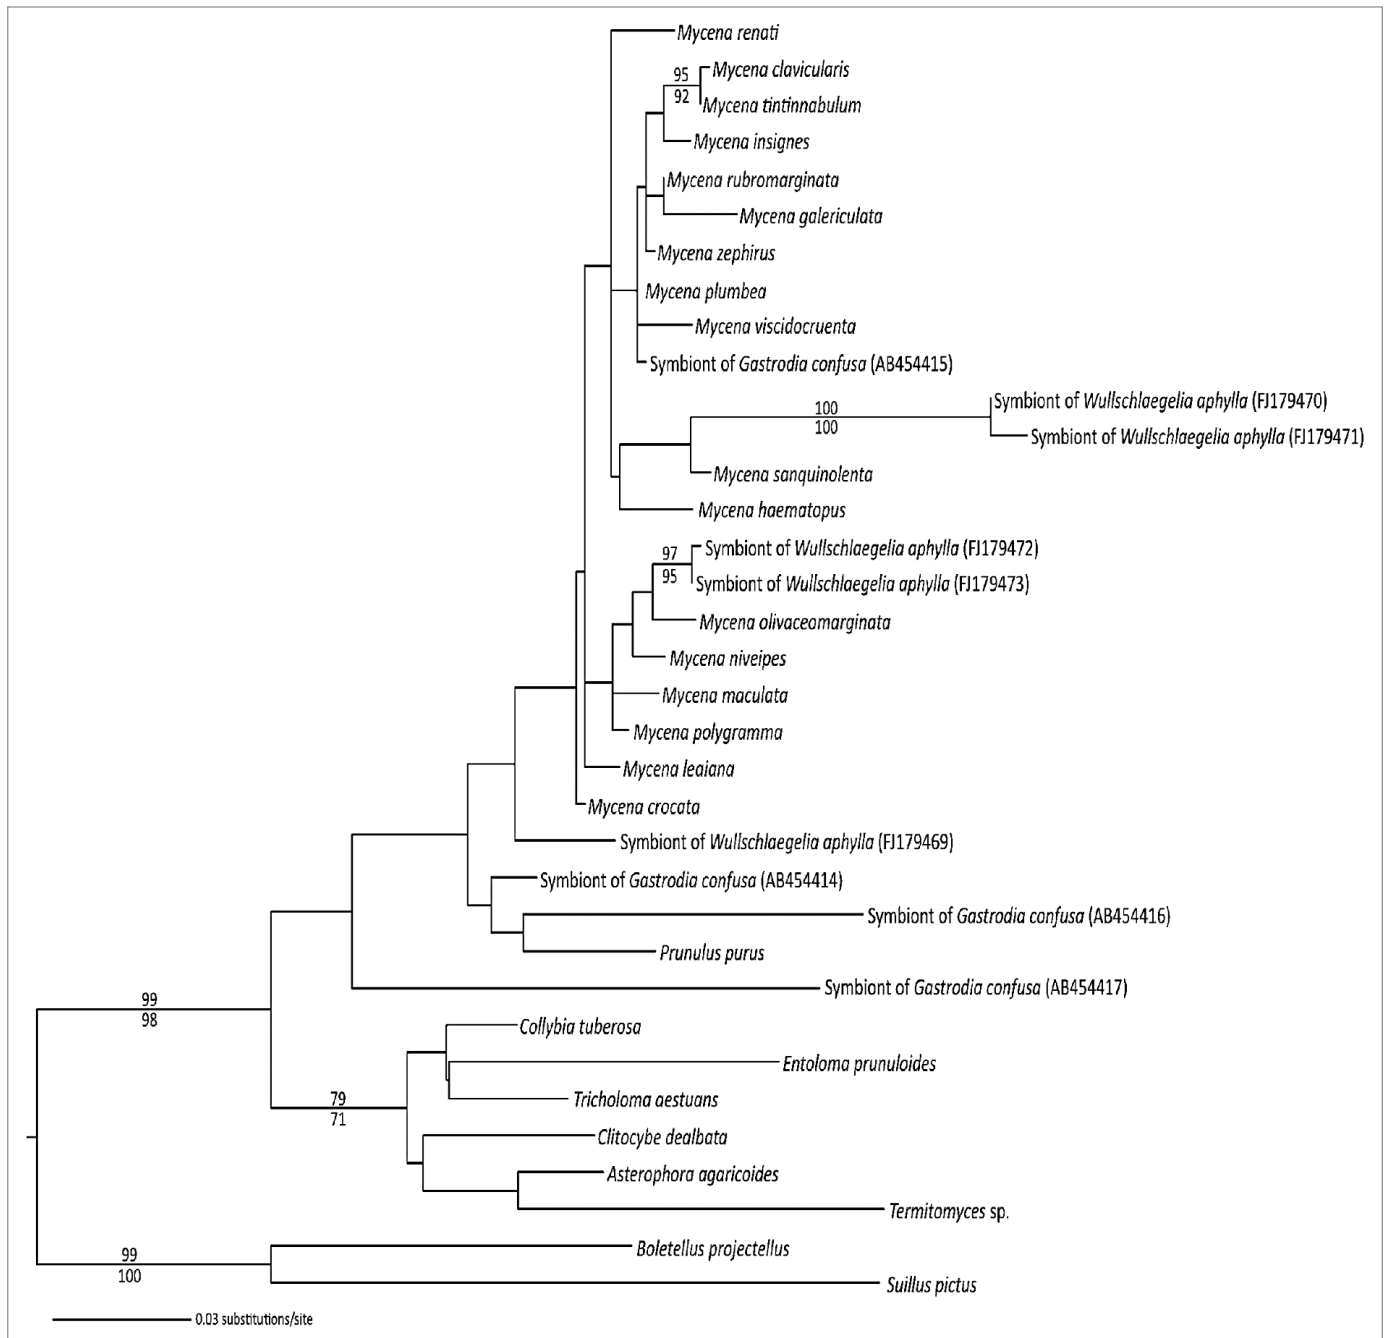 Mycena renati
95
Mycena clavicularis
92
Mycena tintinnabulum
Mycena insignes
Mycena rubromarginata
Mycena galericulata
Mycena zephirus
Mycena plumbea
Mycena viscidocruenta
Symbiont of Gastrodia confusa (AB454415)
100
Symbiont of Wullschlaegelia aphylla (FJ179470)
100
Symbiont of Wullschlaegelia aphylla (FJ179471)
Mycena sanquinolenta
Mycena haematopus
97
Symbiont of Wullschlaegelia aphylla (FJ179472)
95
Symbiont of Wullschlaegelia aphylla (FJ179473)
Mycena olivaceomarginata
Mycena niveipes
Mycena maculata
Mycena polygramma
Mycena leaiana
Mycena crocata
Symbiont of Wullschlaegelia aphylla (FJ179469)
Symbiont of Gastrodia confusa (AB454414)
Symbiont of Gastrodia confusa (AB454416)
Prunulus purus
Symbiont of Gastrodia confusa (AB454417)
99
98
Collybia tuberosa
Entoloma prunuloides
Tricholoma aestuans
79
71
Clitocybe dealbata
Asterophora agaricoides
Termitomyces sp.
Boletellus projectellus
99
100
Suillus pictus
0.03 substitutions/site